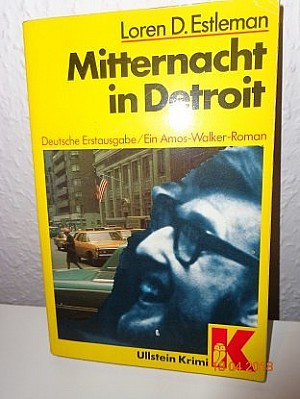 Loren D. Estleman
Mitternacht
in Detroit
Deutsche Erstausgabe/Ein Amos-Walker-Roman
Ullstein Krimi
K